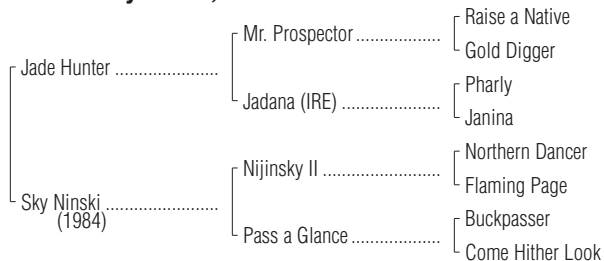 Raise a Native
Mr. Prospector ..................
Gold Digger
Jade Hunter ......................
Pharly
Jadana (IRE) .....................
Janina
Northern Dancer
Nijinsky II .........................
Flaming Page
Sky Ninski ........................
(1984)
Buckpasser
Pass a Glance...................
Come Hither Look